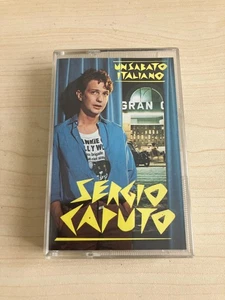 UN SABATO
ITALIANO
GRAN C
SERGIO
CAPUTO